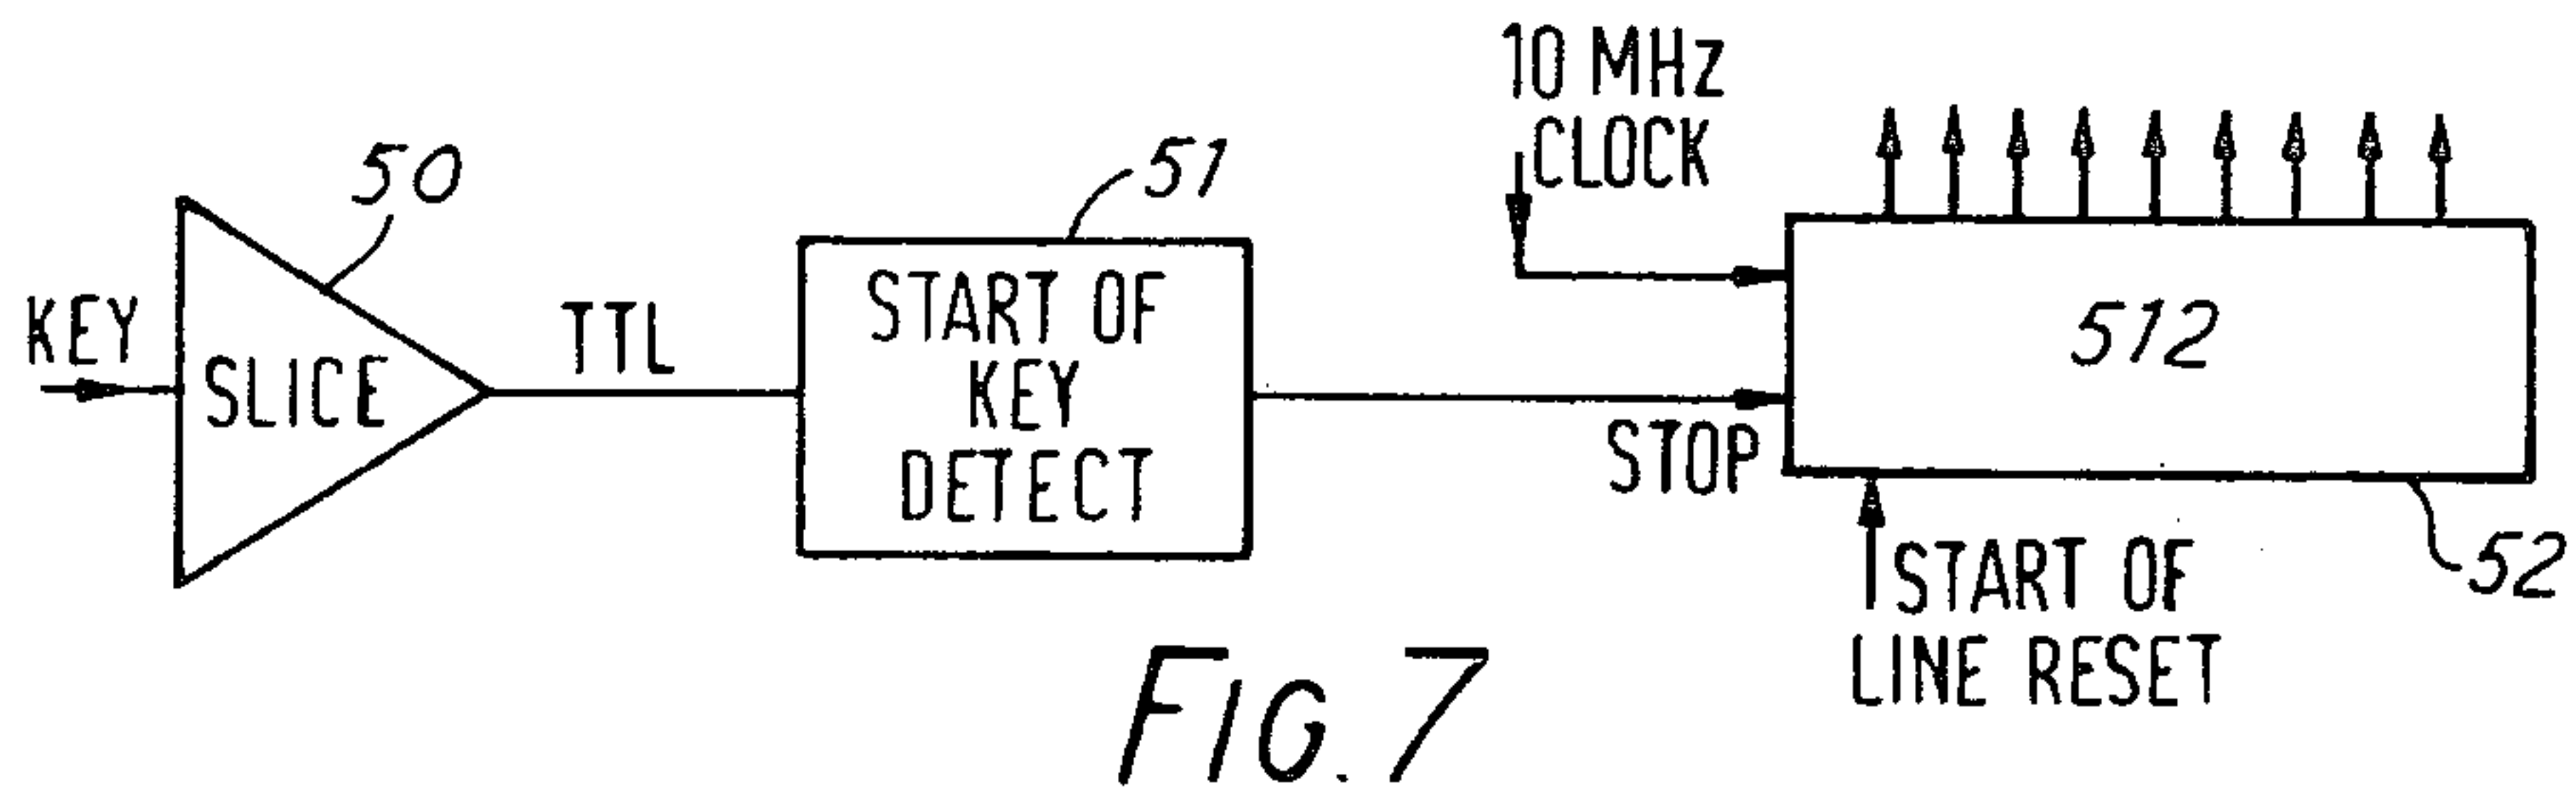 10 MHz
CLOCK
50
51
KEY
SLICE
TTL
START OF
KEY
DETECT
512
STOP
START OF
LINE RESET
52
FIG. 7